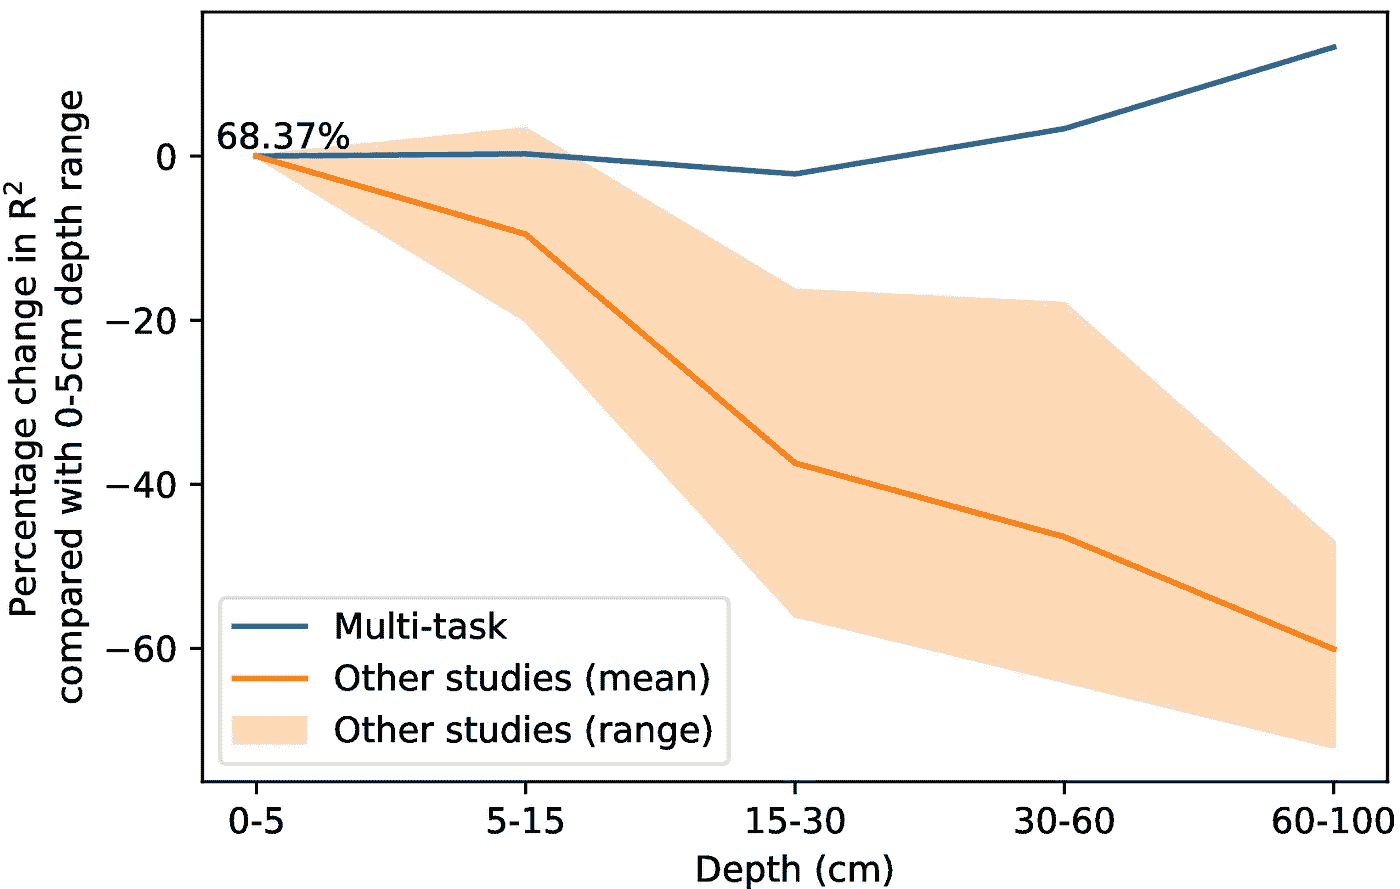 Percentage change in R²
compared with 0-5cm depth range
68.37%
0
−20
−40
−60
Multi-task
Other studies (mean)
Other studies (range)
0-5
5-15
15-30
30-60
60-100
Depth (cm)